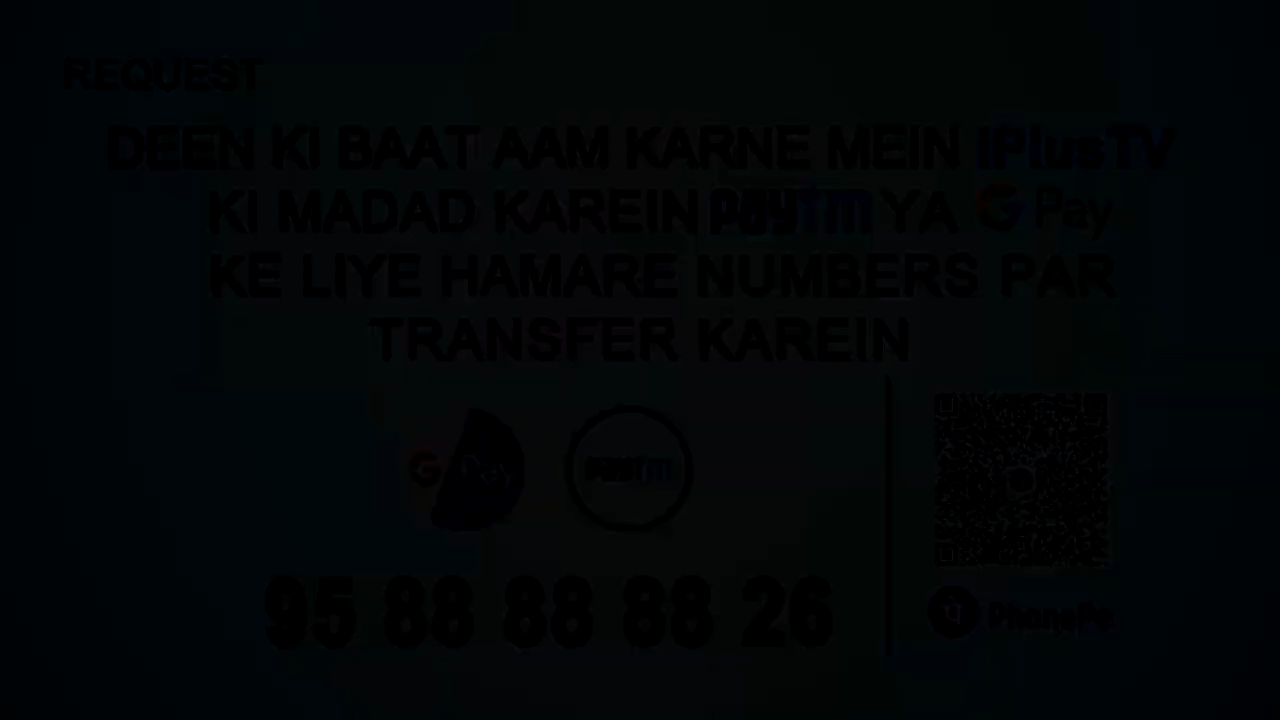 REQUEST
DEEN KI BAAT AAM KARNE MEIN IPlusTV
KI MADAD KAREIN PAYTM YA G Pay
KE LIYE HAMARE NUMBERS PAR
TRANSFER KAREIN
G Pay PAYTM
95 88 88 88 26
PhonePe